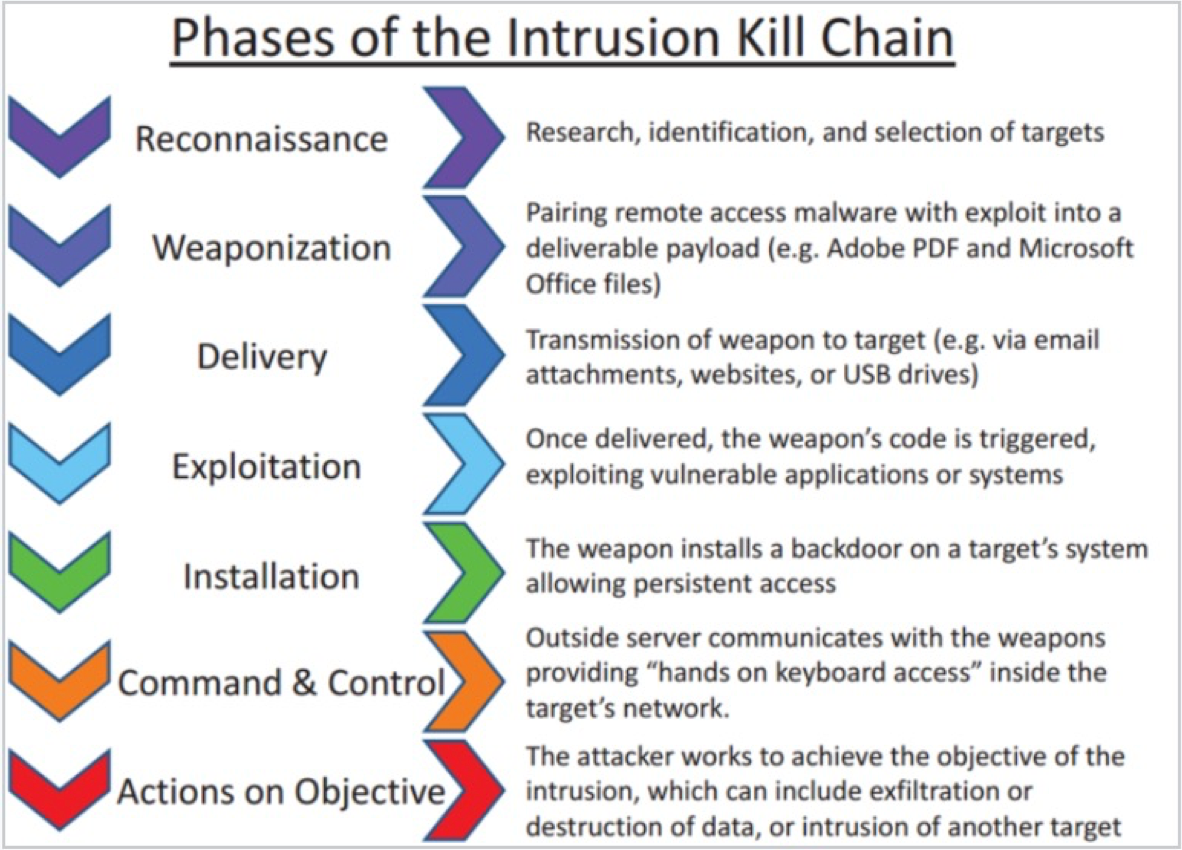 Phases of the Intrusion Kill Chain
Reconnaissance
Research, identification, and selection of targets
Weaponization
Pairing remote access malware with exploit into a
deliverable payload (e.g. Adobe PDF and Microsoft
Office files)
Delivery
Transmission of weapon to target (e.g. via email
attachments, websites, or USB drives)
Exploitation
Once delivered, the weapon's code is triggered,
exploiting vulnerable applications or systems
Installation
The weapon installs a backdoor on a target's system
allowing persistent access
Command & Control
Outside server communicates with the weapons
providing “hands on keyboard access” inside the
target's network.
Actions on Objective
The attacker works to achieve the objective of the
intrusion, which can include exfiltration or
destruction of data, or intrusion of another target